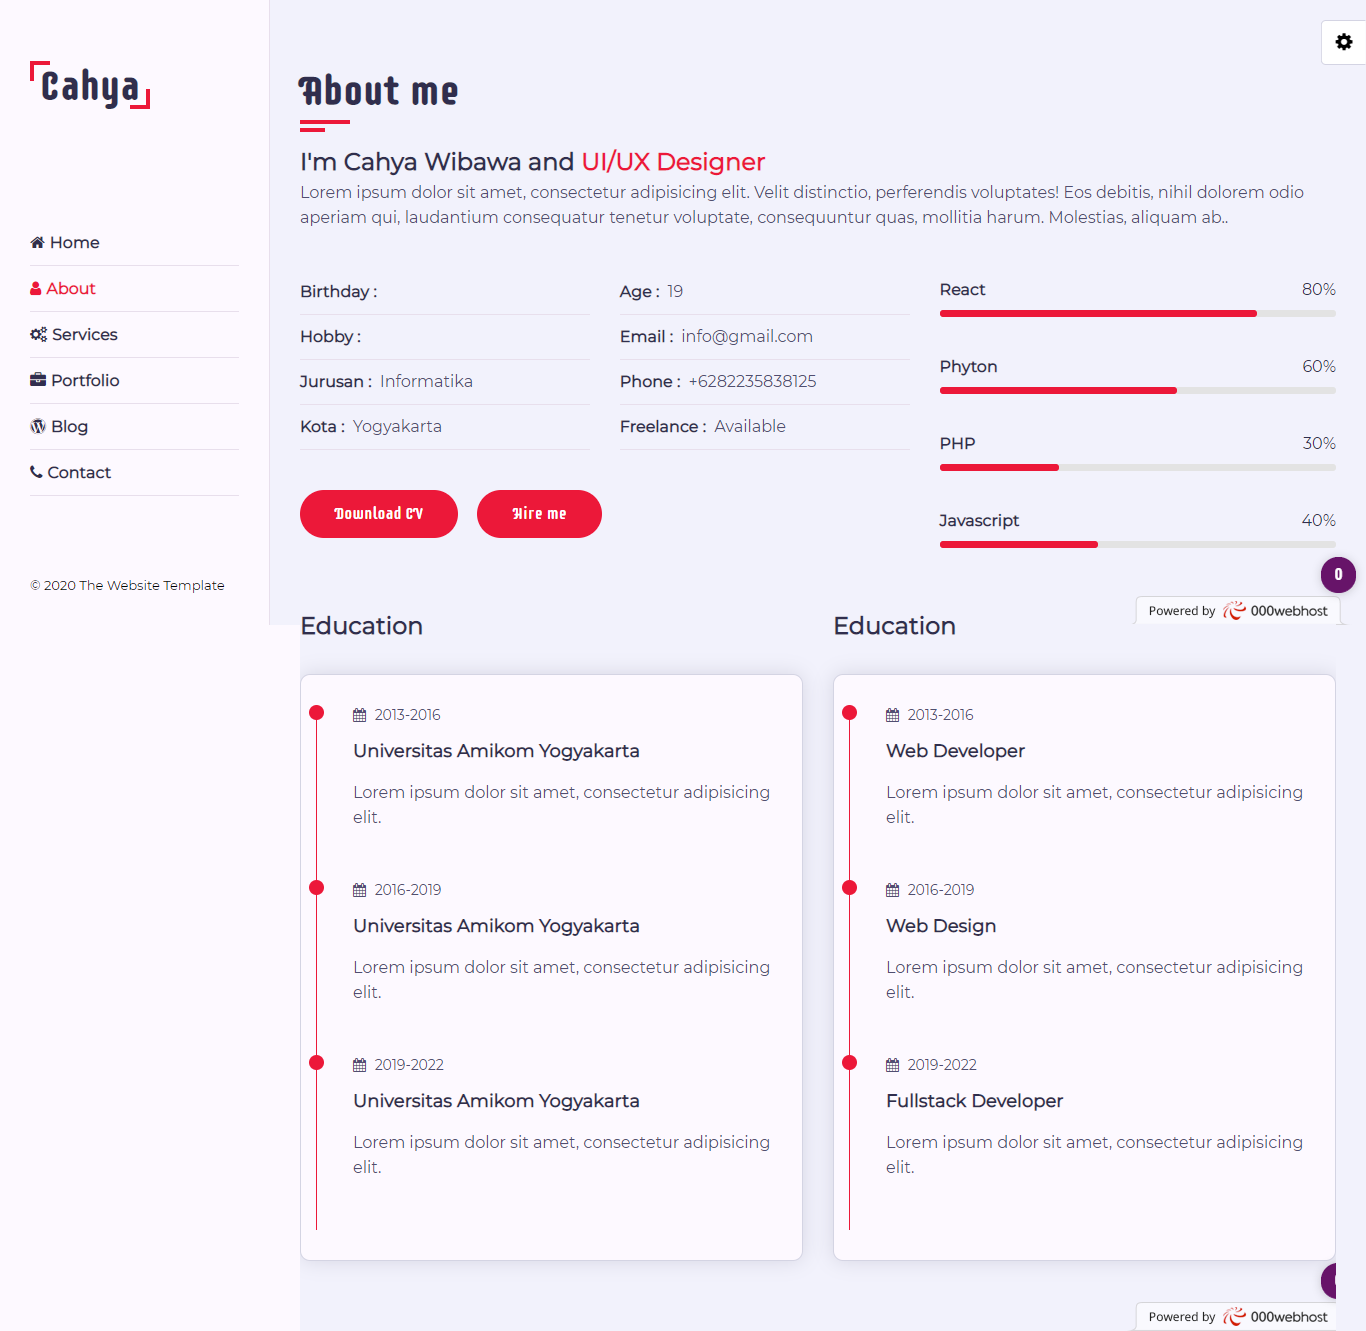 Cahya
Home
About
Services
Portfolio
Blog
Contact
© 2020 The Website Template
About me
I'm Cahya Wibawa and UI/UX Designer
Lorem ipsum dolor sit amet, consectetur adipisicing elit. Velit distinctio, perferendis voluptates! Eos debitis, nihil dolorem odio
aperiam qui, laudantium consequatur tenetur voluptate, consequuntur quas, mollitia harum. Molestias, aliquam ab..
Birthday :
Hobby :
Jurusan : Informatika
Kota : Yogyakarta
Age : 19
Email : info@gmail.com
Phone : +6282235838125
Freelance : Available
React 80%
Phyton 60%
PHP 30%
Javascript 40%
Download CV
Hire me
0
Powered by 000webhost
Education
2013-2016
Universitas Amikom Yogyakarta
Lorem ipsum dolor sit amet, consectetur adipisicing
elit.
2016-2019
Universitas Amikom Yogyakarta
Lorem ipsum dolor sit amet, consectetur adipisicing
elit.
2019-2022
Universitas Amikom Yogyakarta
Lorem ipsum dolor sit amet, consectetur adipisicing
elit.
Education
2013-2016
Web Developer
Lorem ipsum dolor sit amet, consectetur adipisicing
elit.
2016-2019
Web Design
Lorem ipsum dolor sit amet, consectetur adipisicing
elit.
2019-2022
Fullstack Developer
Lorem ipsum dolor sit amet, consectetur adipisicing
elit.
Powered by 000webhost